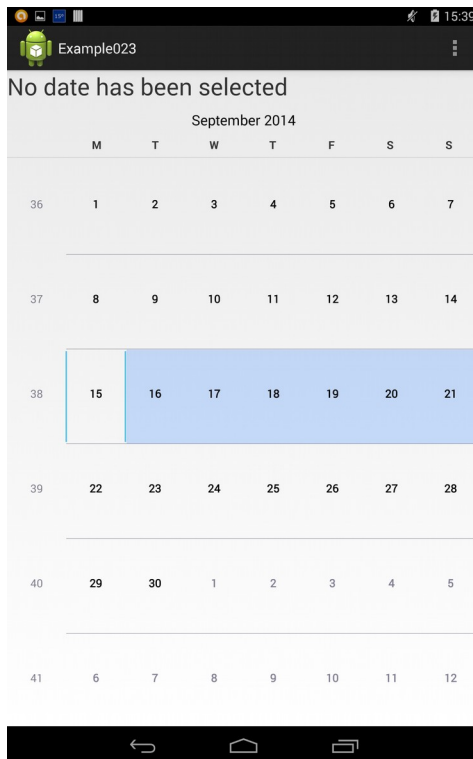 15° 15:39
Example023
No date has been selected
September 2014
M T W T F S S
36 1 2 3 4 5 6 7
37 8 9 10 11 12 13 14
38 15 16 17 18 19 20 21
39 22 23 24 25 26 27 28
40 29 30 1 2 3 4 5
41 6 7 8 9 10 11 12